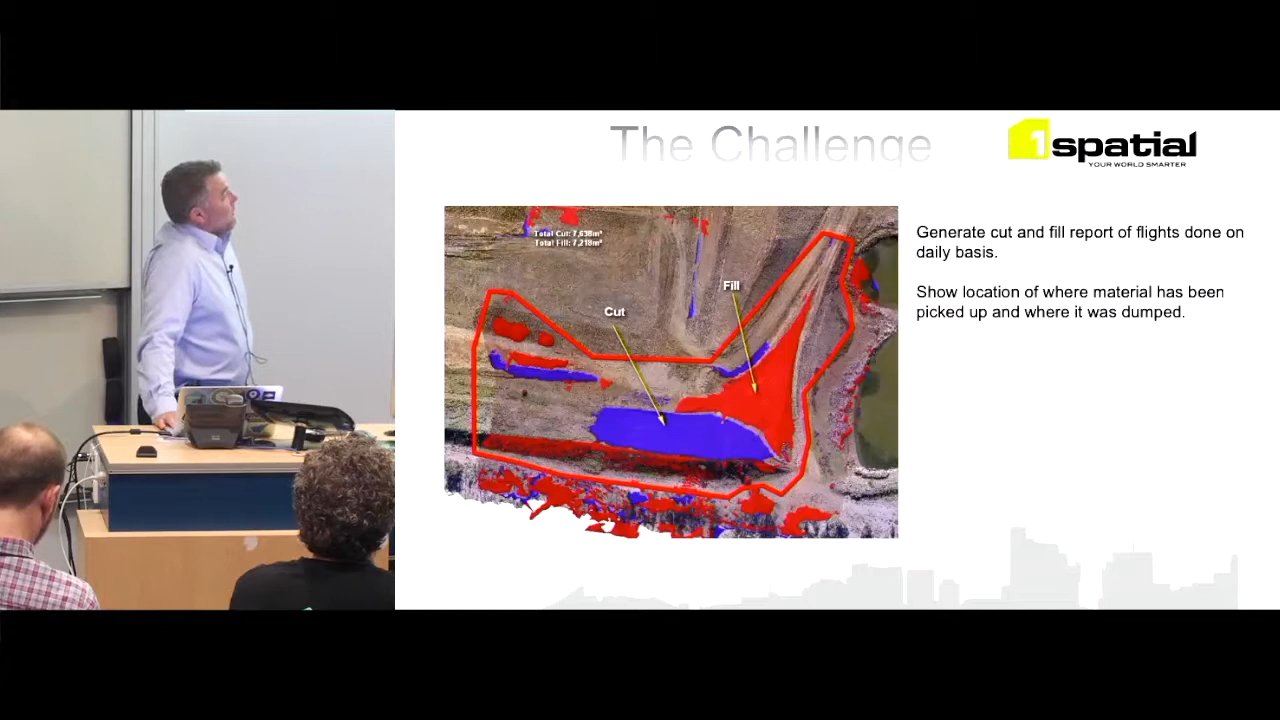 The Challenge
1spatial
YOUR WORLD SMARTER
Total Cut: 7,638m³
Total Fill: 7,218m³
Fill
Cut
Generate cut and fill report of flights done on
daily basis.
Show location of where material has been
picked up and where it was dumped.